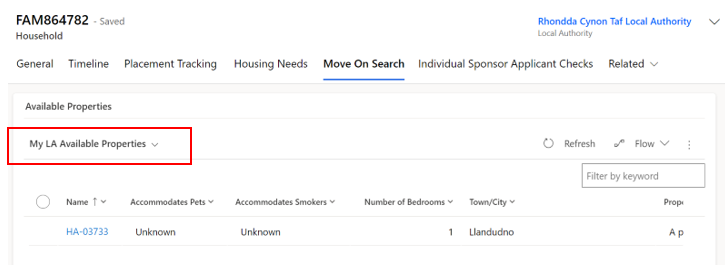 FAM864782 - Saved
Household
Rhondda Cynon Taf Local Authority
Local Authority
General Timeline Placement Tracking Housing Needs Move On Search Individual Sponsor Applicant Checks Related
Available Properties
My LA Available Properties
Refresh Flow
Filter by keyword
Name Accommodates Pets Accommodates Smokers Number of Bedrooms Town/City Prope
HA-03733 Unknown Unknown 1 Llandudno A p